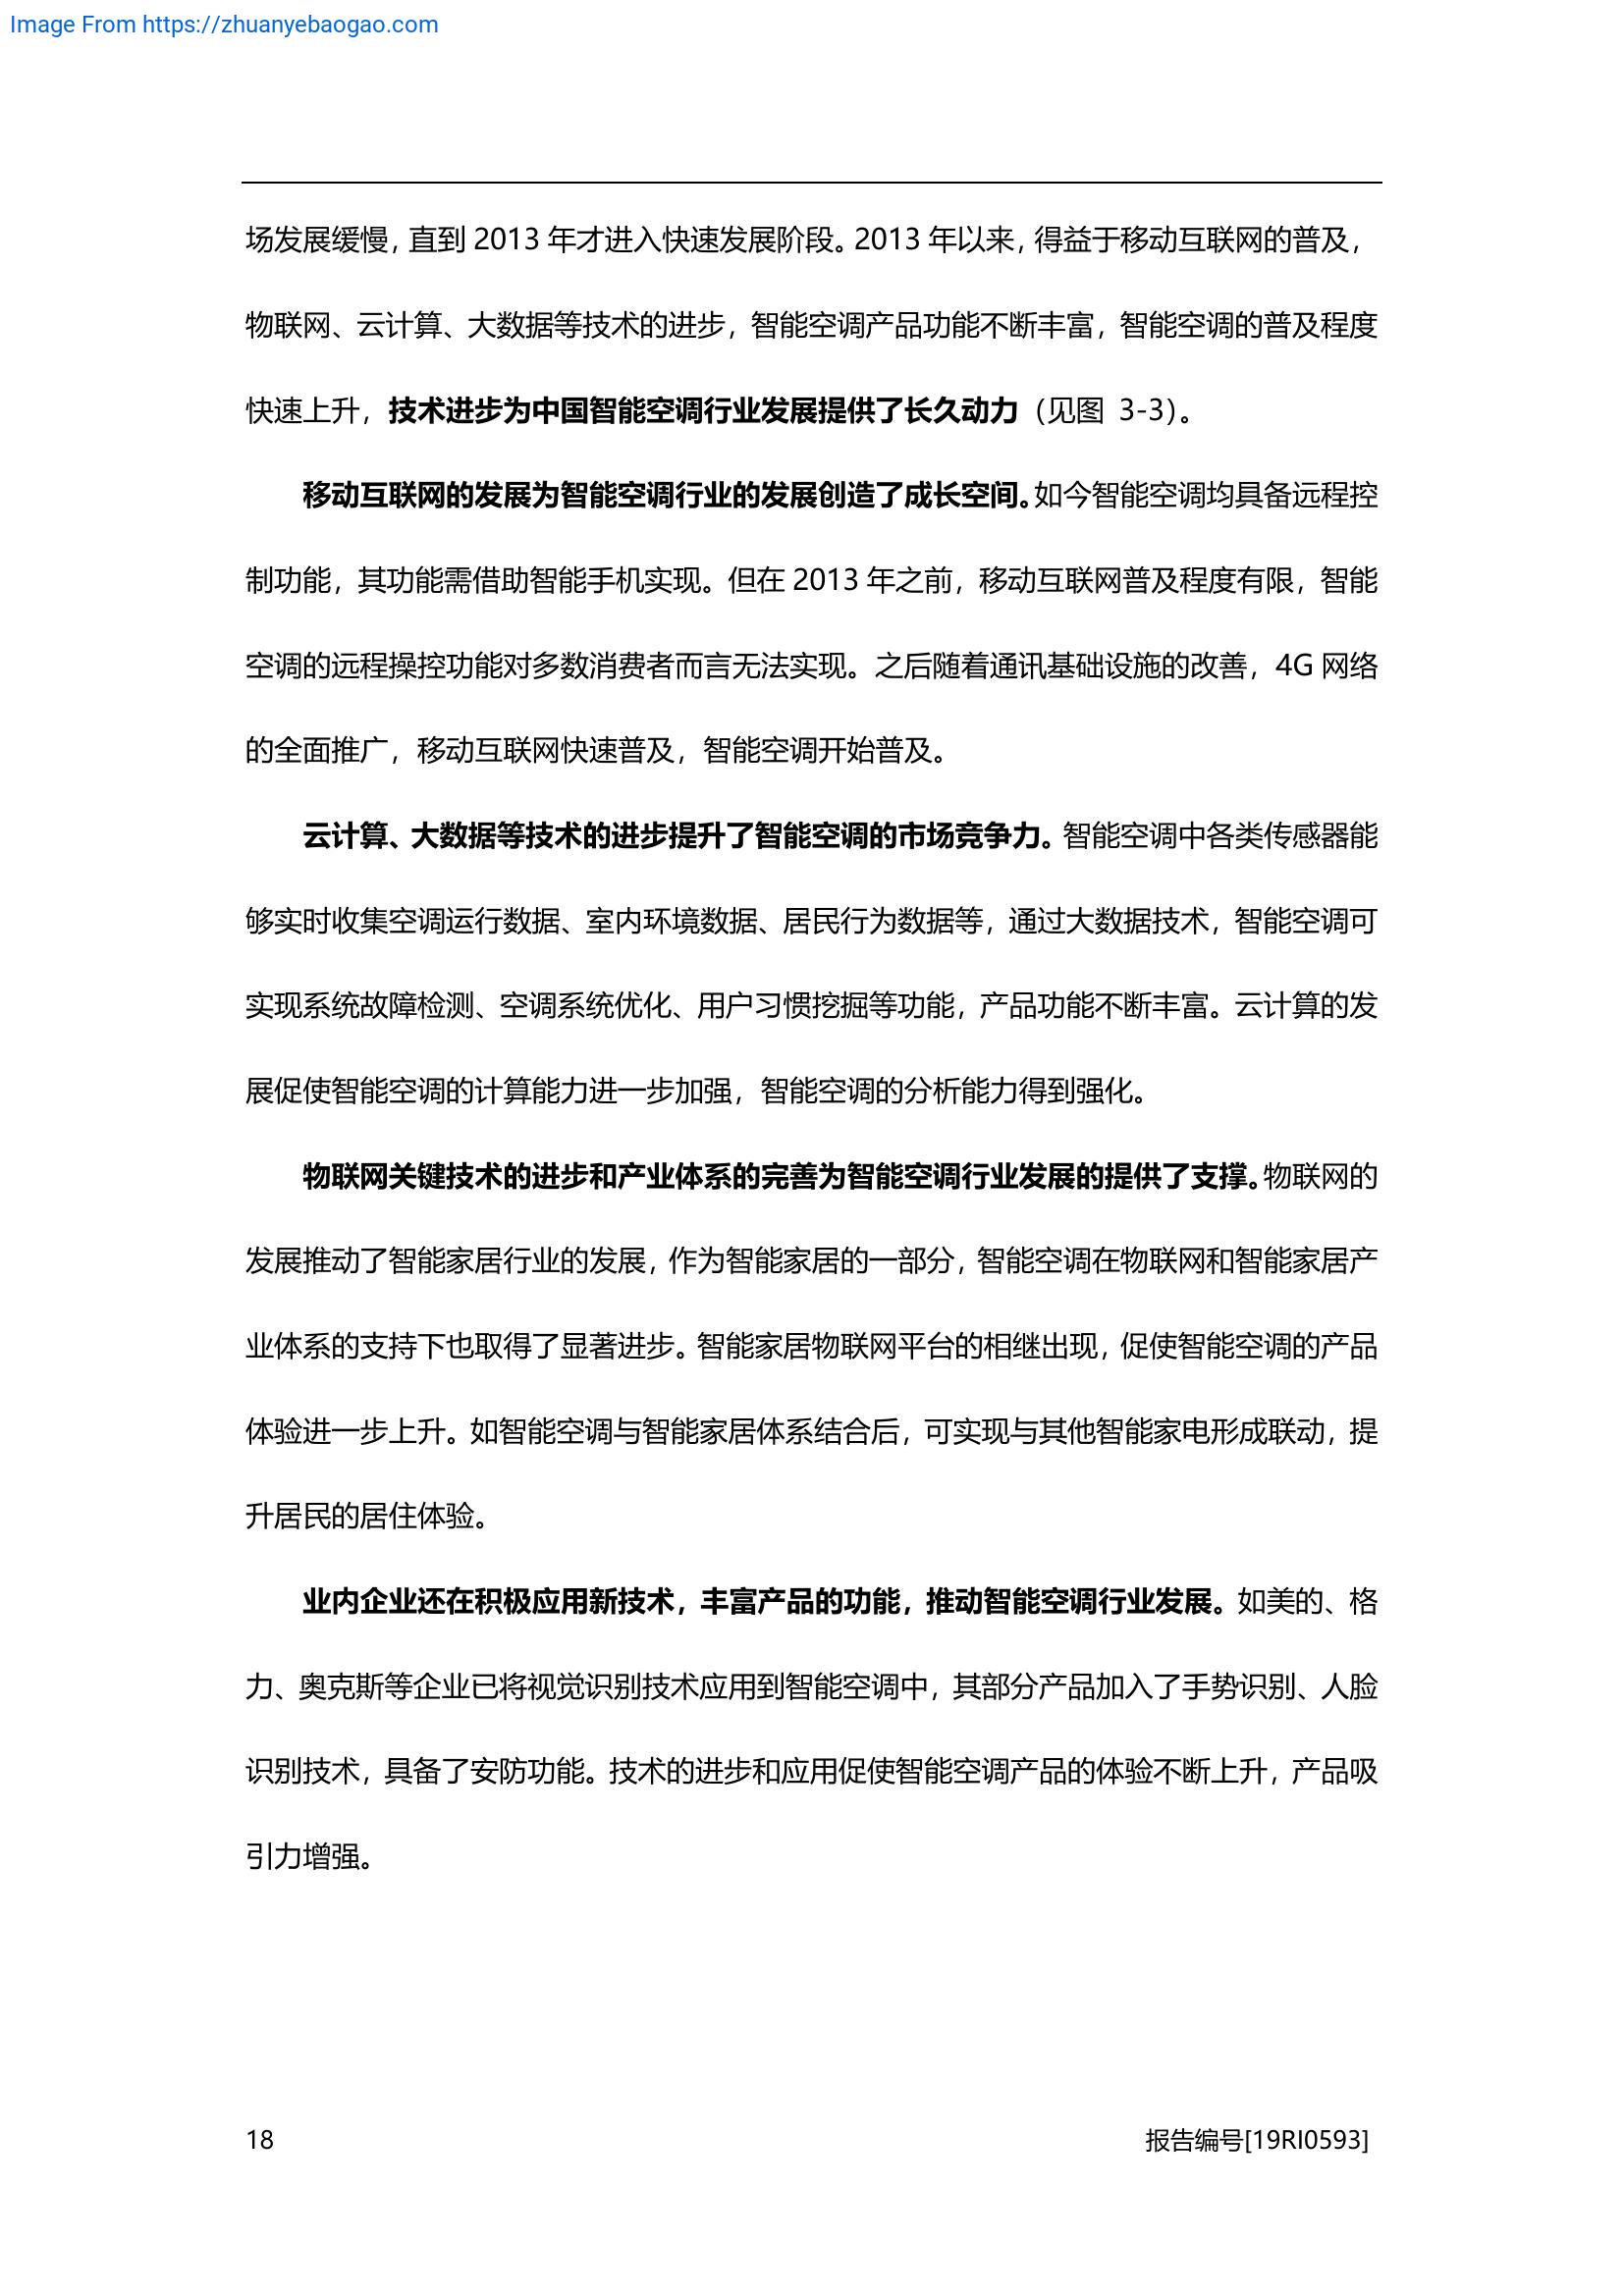 Image From https://zhuanyebaogao.com
场发展缓慢，直到 2013 年才进入快速发展阶段。2013 年以来，得益于移动互联网的普及，
物联网、云计算、大数据等技术的进步，智能空调产品功能不断丰富，智能空调的普及程度
快速上升，技术进步为中国智能空调行业发展提供了长久动力（见图 3-3）。
移动互联网的发展为智能空调行业的发展创造了成长空间。如今智能空调均具备远程控
制功能，其功能需借助智能手机实现。但在 2013 年之前，移动互联网普及程度有限，智能
空调的远程操控功能对多数消费者而言无法实现。之后随着通讯基础设施的改善，4G 网络
的全面推广，移动互联网快速普及，智能空调开始普及。
云计算、大数据等技术的进步提升了智能空调的市场竞争力。智能空调中各类传感器能
够实时收集空调运行数据、室内环境数据、居民行为数据等，通过大数据技术，智能空调可
实现系统故障检测、空调系统优化、用户习惯挖掘等功能，产品功能不断丰富。云计算的发
展促使智能空调的计算能力进一步加强，智能空调的分析能力得到强化。
物联网关键技术的进步和产业体系的完善为智能空调行业发展的提供了支撑。物联网的
发展推动了智能家居行业的发展，作为智能家居的一部分，智能空调在物联网和智能家居产
业体系的支持下也取得了显著进步。智能家居物联网平台的相继出现，促使智能空调的产品
体验进一步上升。如智能空调与智能家居体系结合后，可实现与其他智能家电形成联动，提
升居民的居住体验。
业内企业还在积极应用新技术，丰富产品的功能，推动智能空调行业发展。如美的、格
力、奥克斯等企业已将视觉识别技术应用到智能空调中，其部分产品加入了手势识别、人脸
识别技术，具备了安防功能。技术的进步和应用促使智能空调产品的体验不断上升，产品吸
引力增强。
18 报告编号[19RI0593]